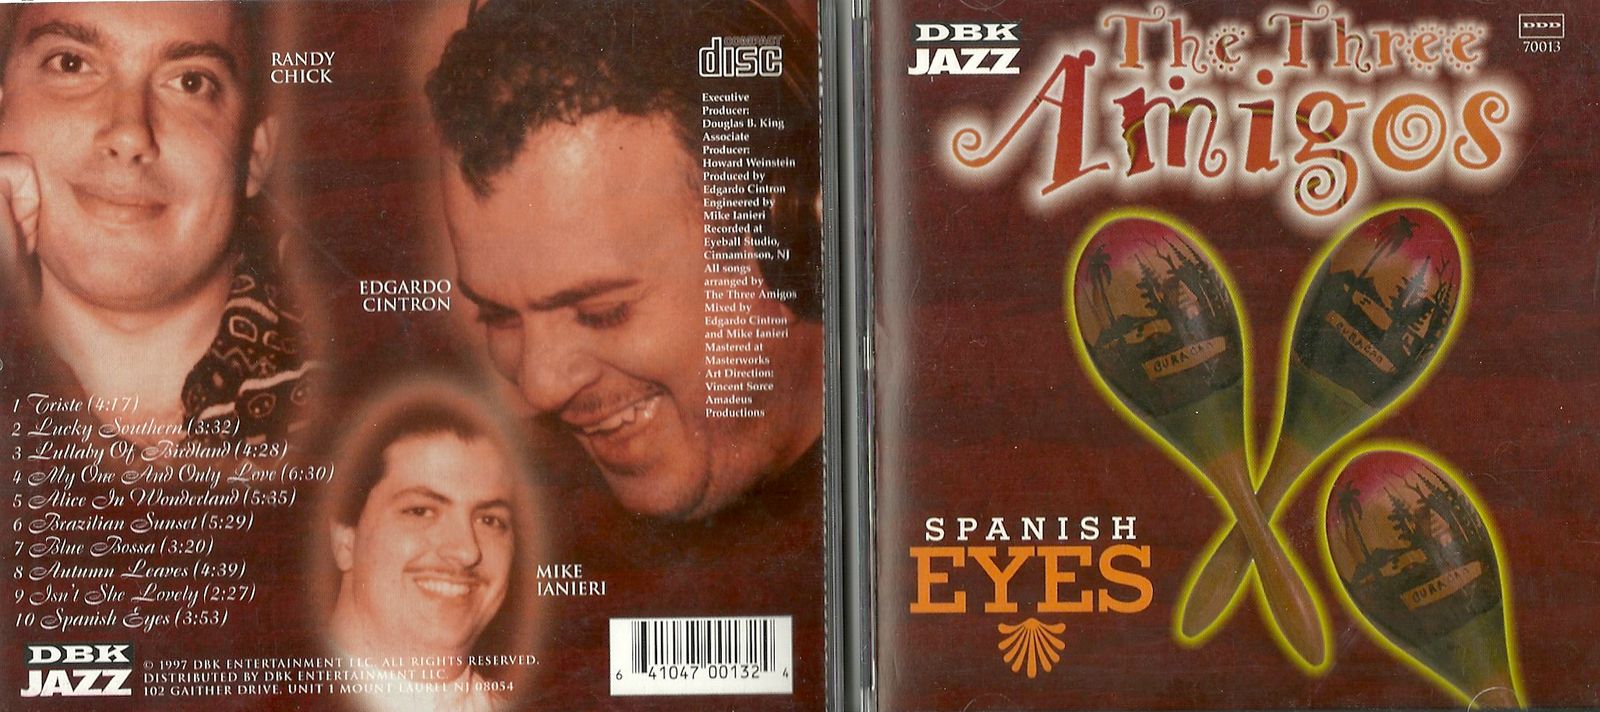 RANDY
CHICK
EDGARDO
CINTRON
MIKE
IANIERI
COMPACT
disc
Executive
Producer:
Douglas B. King
Associate
Producer:
Howard Weinstein
Produced by
Edgardo Cintron
Engineered by
Mike Ianieri
Recorded at
Eyeball Studio,
Cinnaminson, NJ
All songs
arranged by
The Three Amigos
Mixed by
Edgardo Cintron
and Mike Ianieri
Mastered at
Masterworks
Art Direction:
Vincent Sorce
Amadeus
Productions
1 Triste (4:17)
2 Lucky Southern (3:32)
3 Lullaby Of Birdland (4:28)
4 My One And Only Love (6:30)
5 Alice In Wonderland (5:35)
6 Brazilian Sunset (5:29)
7 Blue Bossa (3:20)
8 Autumn Leaves (4:39)
9 Isn't She Lovely (2:27)
10 Spanish Eyes (3:53)
DBK
JAZZ
© 1997 DBK ENTERTAINMENT LLC. ALL RIGHTS RESERVED.
DISTRIBUTED BY DBK ENTERTAINMENT LLC.
102 GAITHER DRIVE, UNIT 1 MOUNT LAUREL NJ 08054
6 41047 00132 4
DBK
JAZZ
The Three
Amigos
DDD
70013
CURACAO
CURACAO
CURACAO
SPANISH
EYES